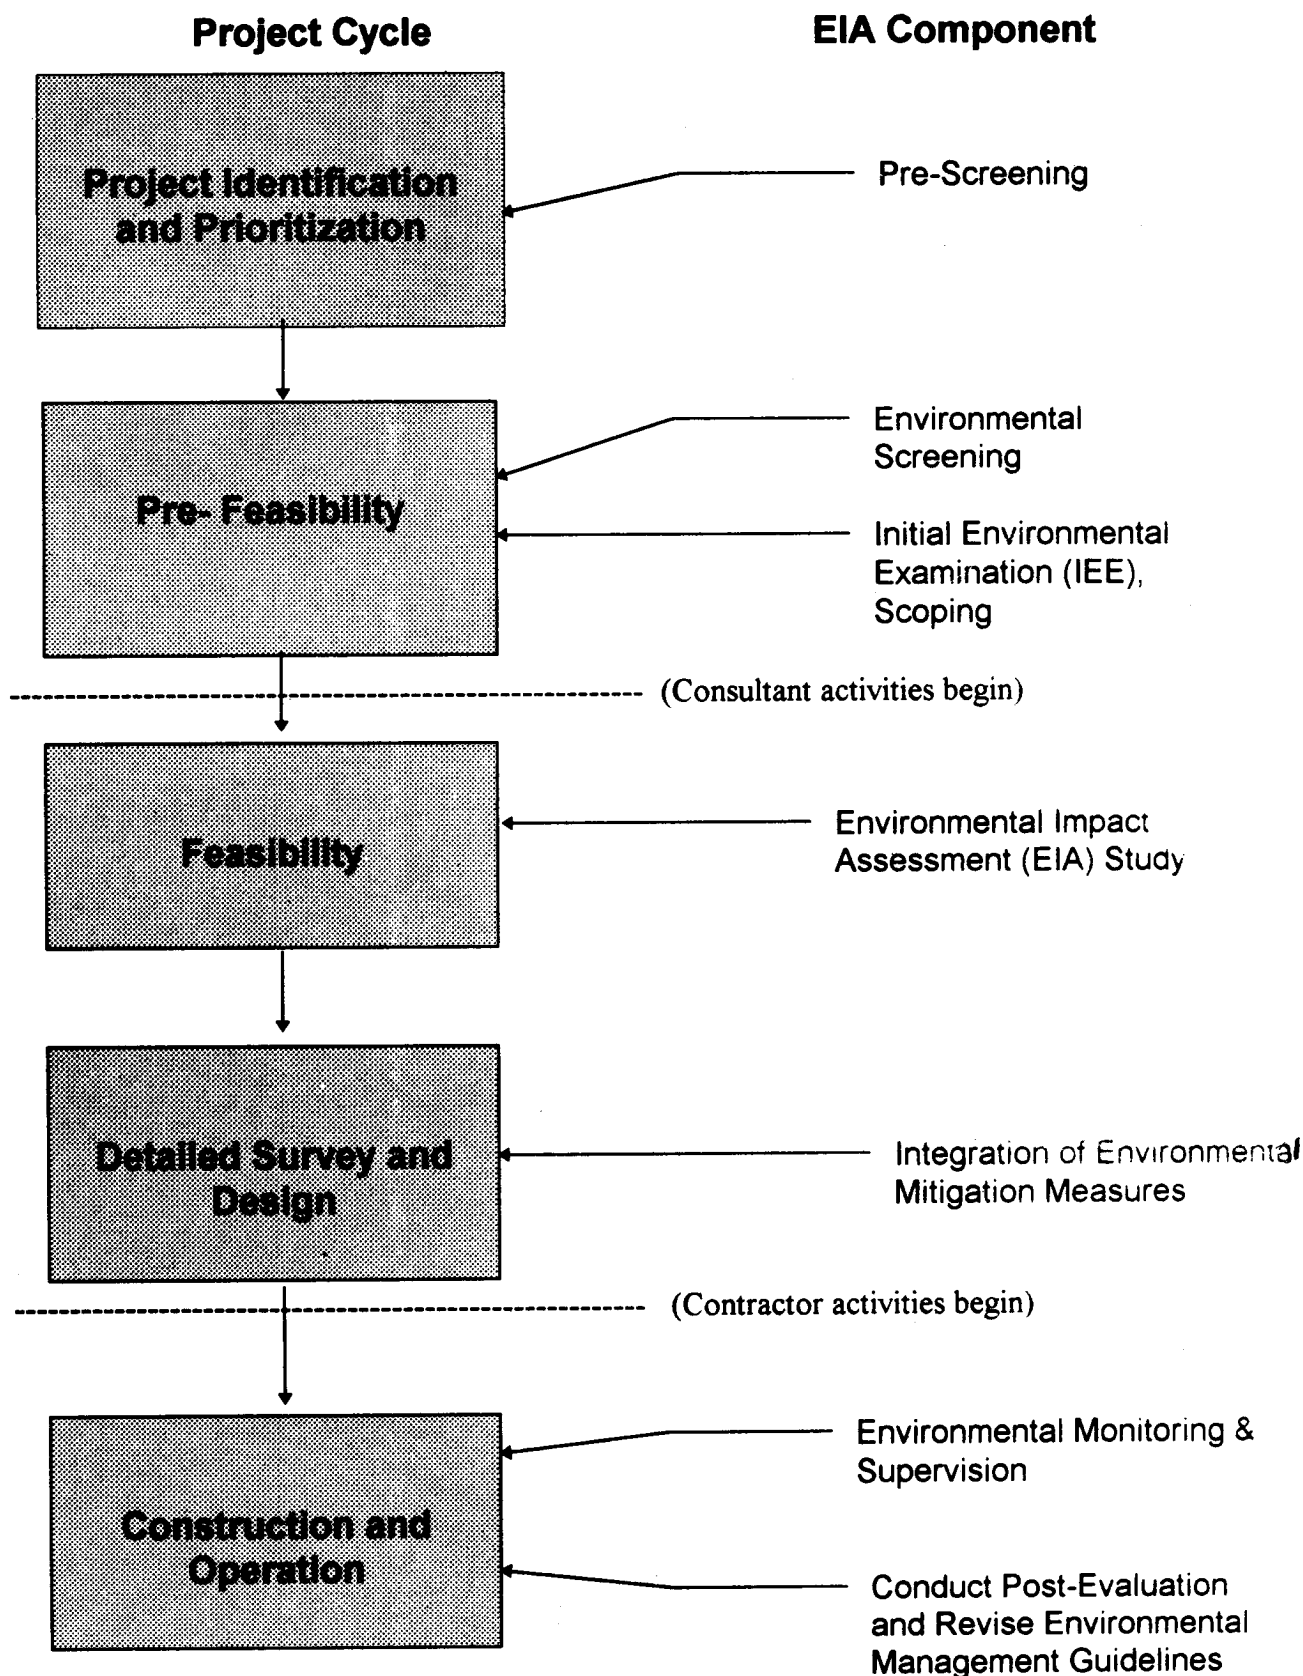 Project Cycle
EIA Component
Project Identification
and Prioritization
Pre-Screening
Pre- Feasibility
Environmental
Screening
Initial Environmental
Examination (IEE),
Scoping
(Consultant activities begin)
Feasibility
Environmental Impact
Assessment (EIA) Study
Detailed Survey and
Design
Integration of Environmental
Mitigation Measures
(Contractor activities begin)
Construction and
Operation
Environmental Monitoring &
Supervision
Conduct Post-Evaluation
and Revise Environmental
Management Guidelines